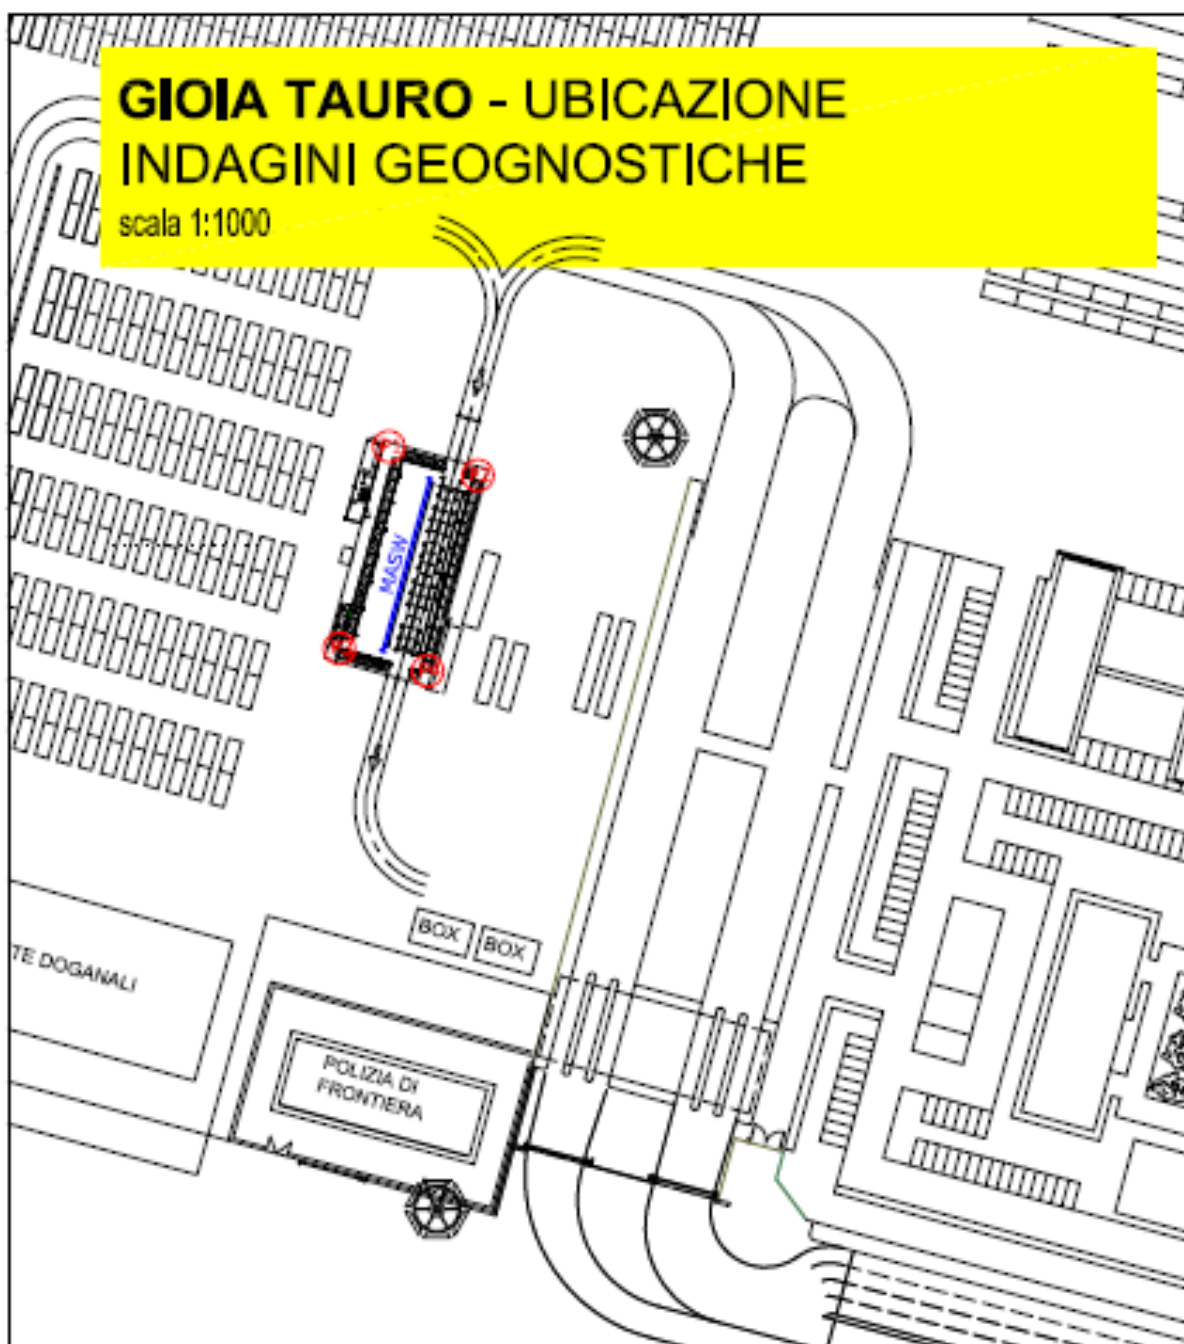 GIOIA TAURO - UBICAZIONE
INDAGINI GEOGNOSTICHE
scala 1:1000
MASW
BOX
BOX
TE DOGANALI
POLIZIA DI
FRONTIERA